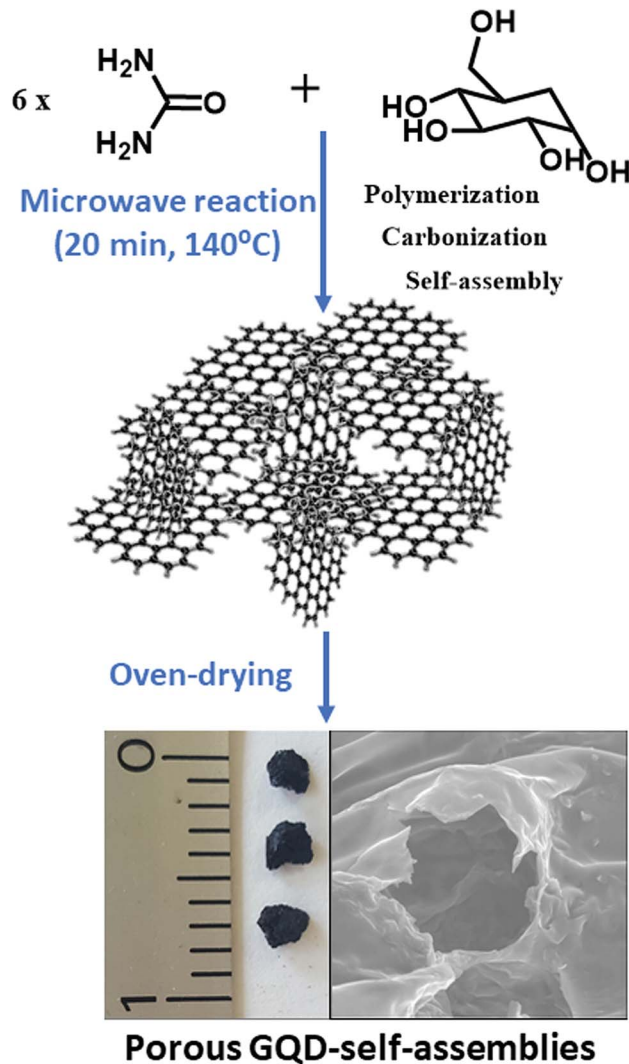 OH
H₂N
6 x
O
+
H₂N
HO
HO
OH
OH
OH
Microwave reaction
(20 min, 140⁰C)
Polymerization
Carbonization
Self-assembly
Oven-drying
0
1
Porous GQD-self-assemblies